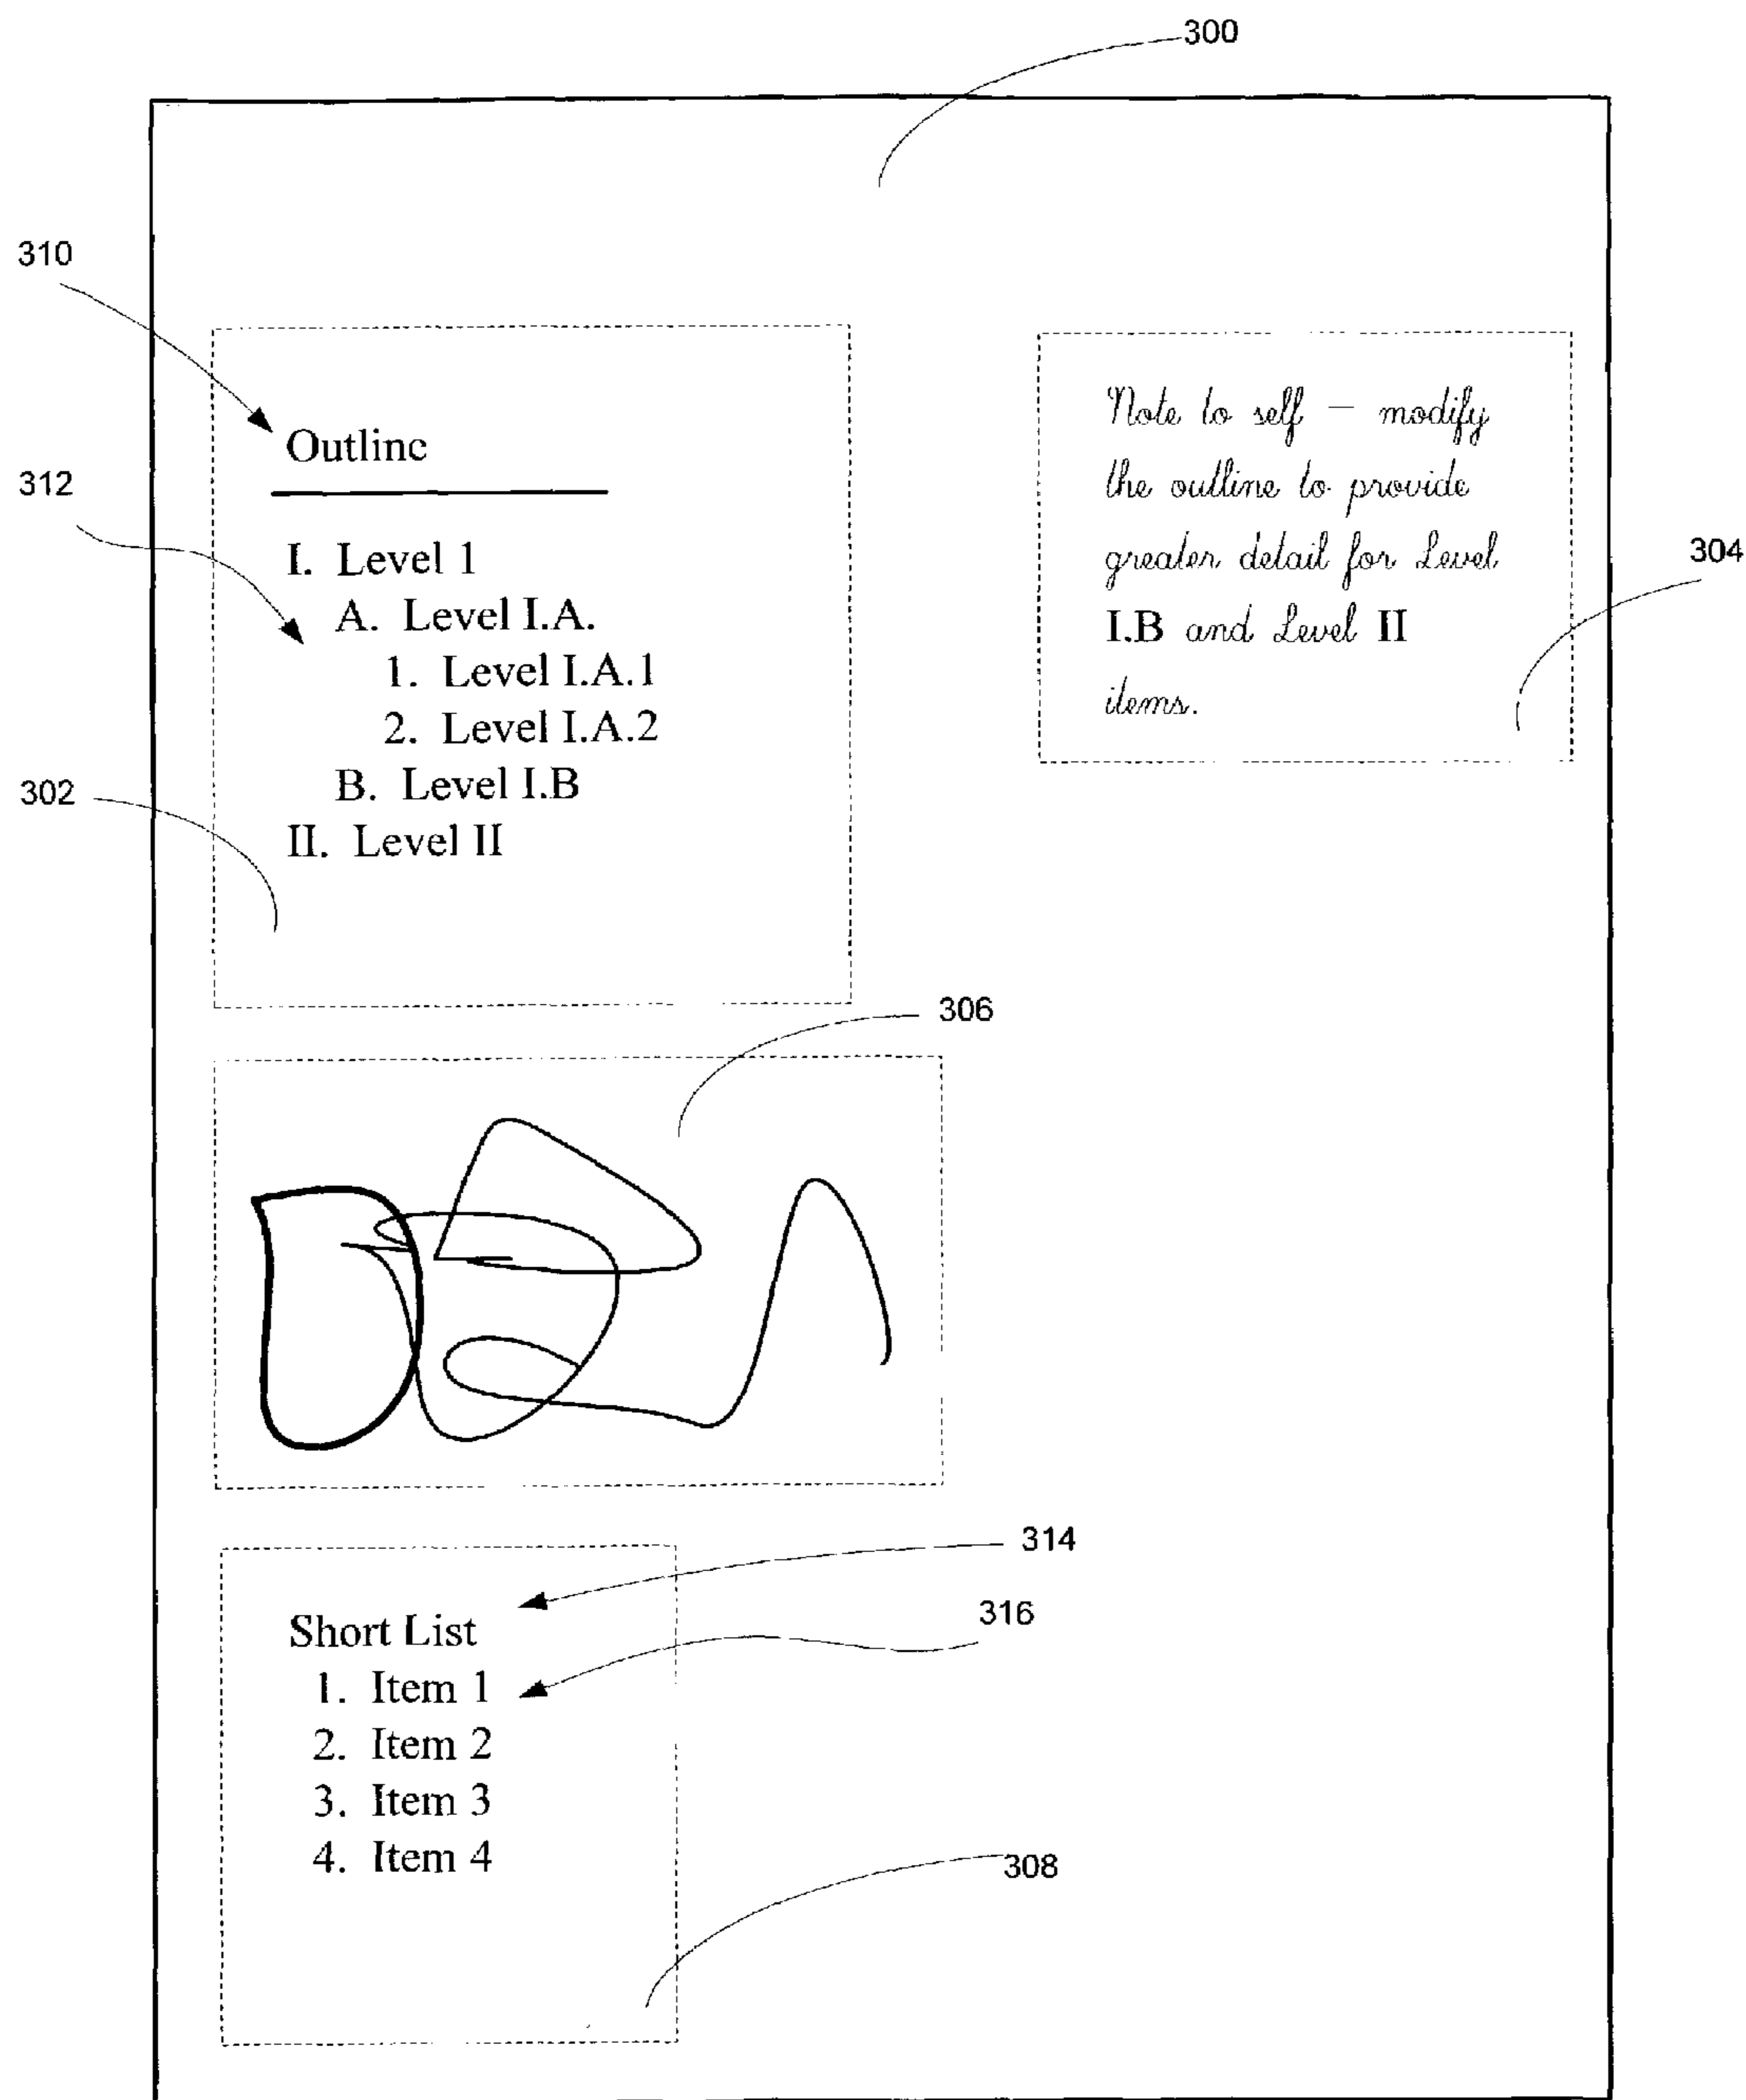 300
310
Outline
312
I. Level 1
A. Level I.A.
1. Level I.A.1
2. Level I.A.2
B. Level I.B
302
II. Level II
Note to self – modify
the outline to provide
greater detail for Level
I.B and Level II
items.
304
306
314
Short List
316
1. Item 1
2. Item 2
3. Item 3
4. Item 4
308